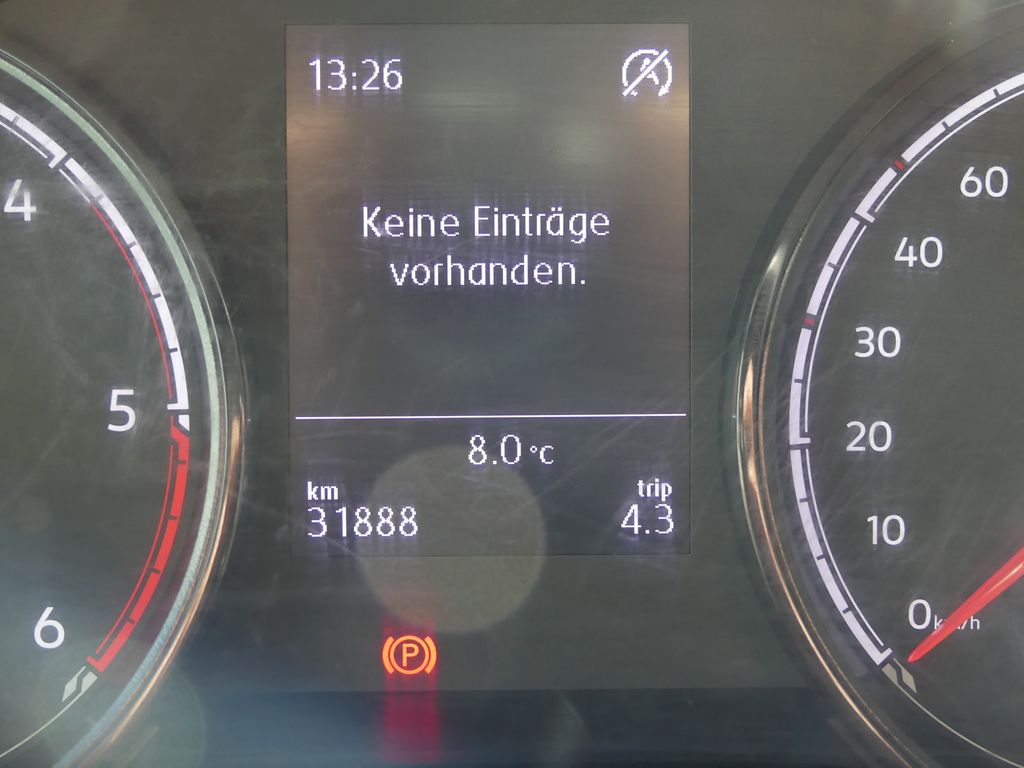 13:26
Keine Einträge
vorhanden.
8.0 °C
km
31888
trip
4.3
4
5
6
P
60
40
30
20
10
0
km/h